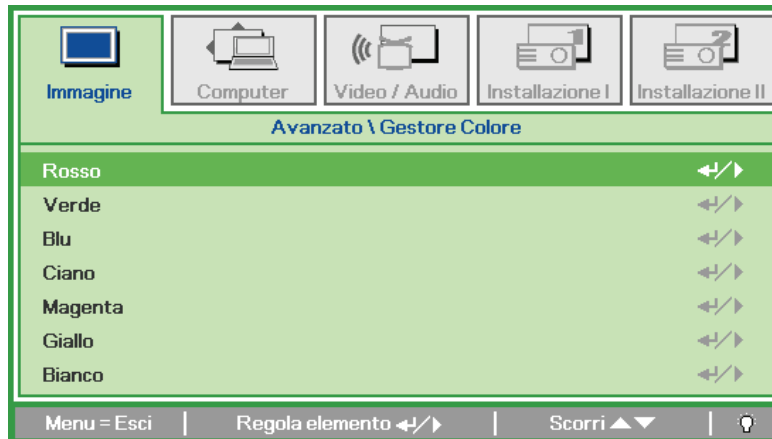 Immagine Computer Video / Audio Installazione I Installazione II
Avanzato \ Gestore Colore
Rosso
Verde
Blu
Ciano
Magenta
Giallo
Bianco
Menu = Esci Regola elemento Scorri